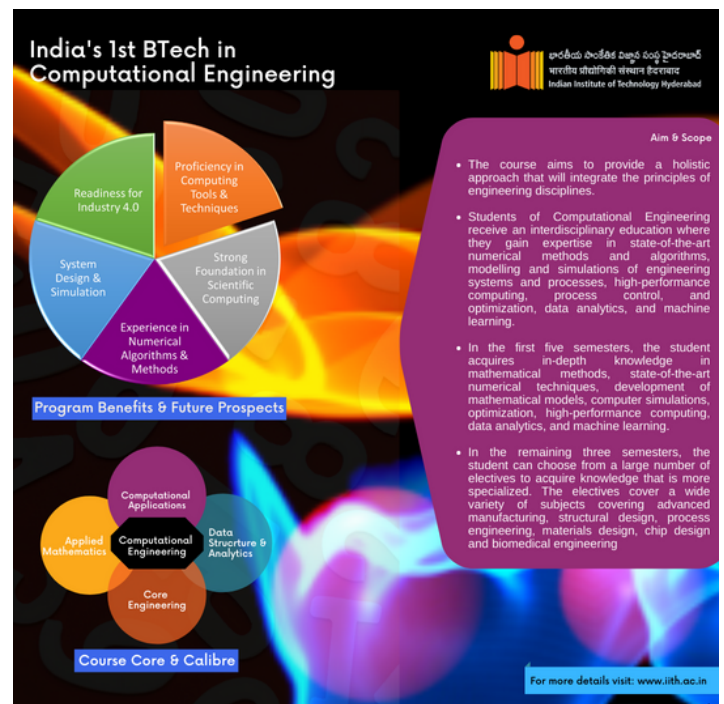 India's 1st BTech in
Computational Engineering
భారతీయ సాంకేతిక విజ్ఞాన సంస్థ హైదరాబాద్
भारतीय प्रौद्योगिकी संस्थान हैदराबाद
Indian Institute of Technology Hyderabad
Readiness for
Industry 4.0
Proficiency in
Computing
Tools &
Techniques
System
Design &
Simulation
Strong
Foundation in
Scientific
Computing
Experience in
Numerical
Algorithms &
Methods
Program Benefits & Future Prospects
Computational
Applications
Applied
Mathematics
Computational
Engineering
Data
Strucrture &
Analytics
Core
Engineering
Course Core & Calibre
Aim & Scope
• The course aims to provide a holistic
approach that will integrate the principles of
engineering disciplines.
• Students of Computational Engineering
receive an interdisciplinary education where
they gain expertise in state-of-the-art
numerical methods and algorithms,
modelling and simulations of engineering
systems and processes, high-performance
computing, process control, and
optimization, data analytics, and machine
learning.
• In the first five semesters, the student
acquires in-depth knowledge in
mathematical methods, state-of-the-art
numerical techniques, development of
mathematical models, computer simulations,
optimization, high-performance computing,
data analytics, and machine learning.
• In the remaining three semesters, the
student can choose from a large number of
electives to acquire knowledge that is more
specialized. The electives cover a wide
variety of subjects covering advanced
manufacturing, structural design, process
engineering, materials design, chip design
and biomedical engineering
For more details visit: www.iith.ac.in